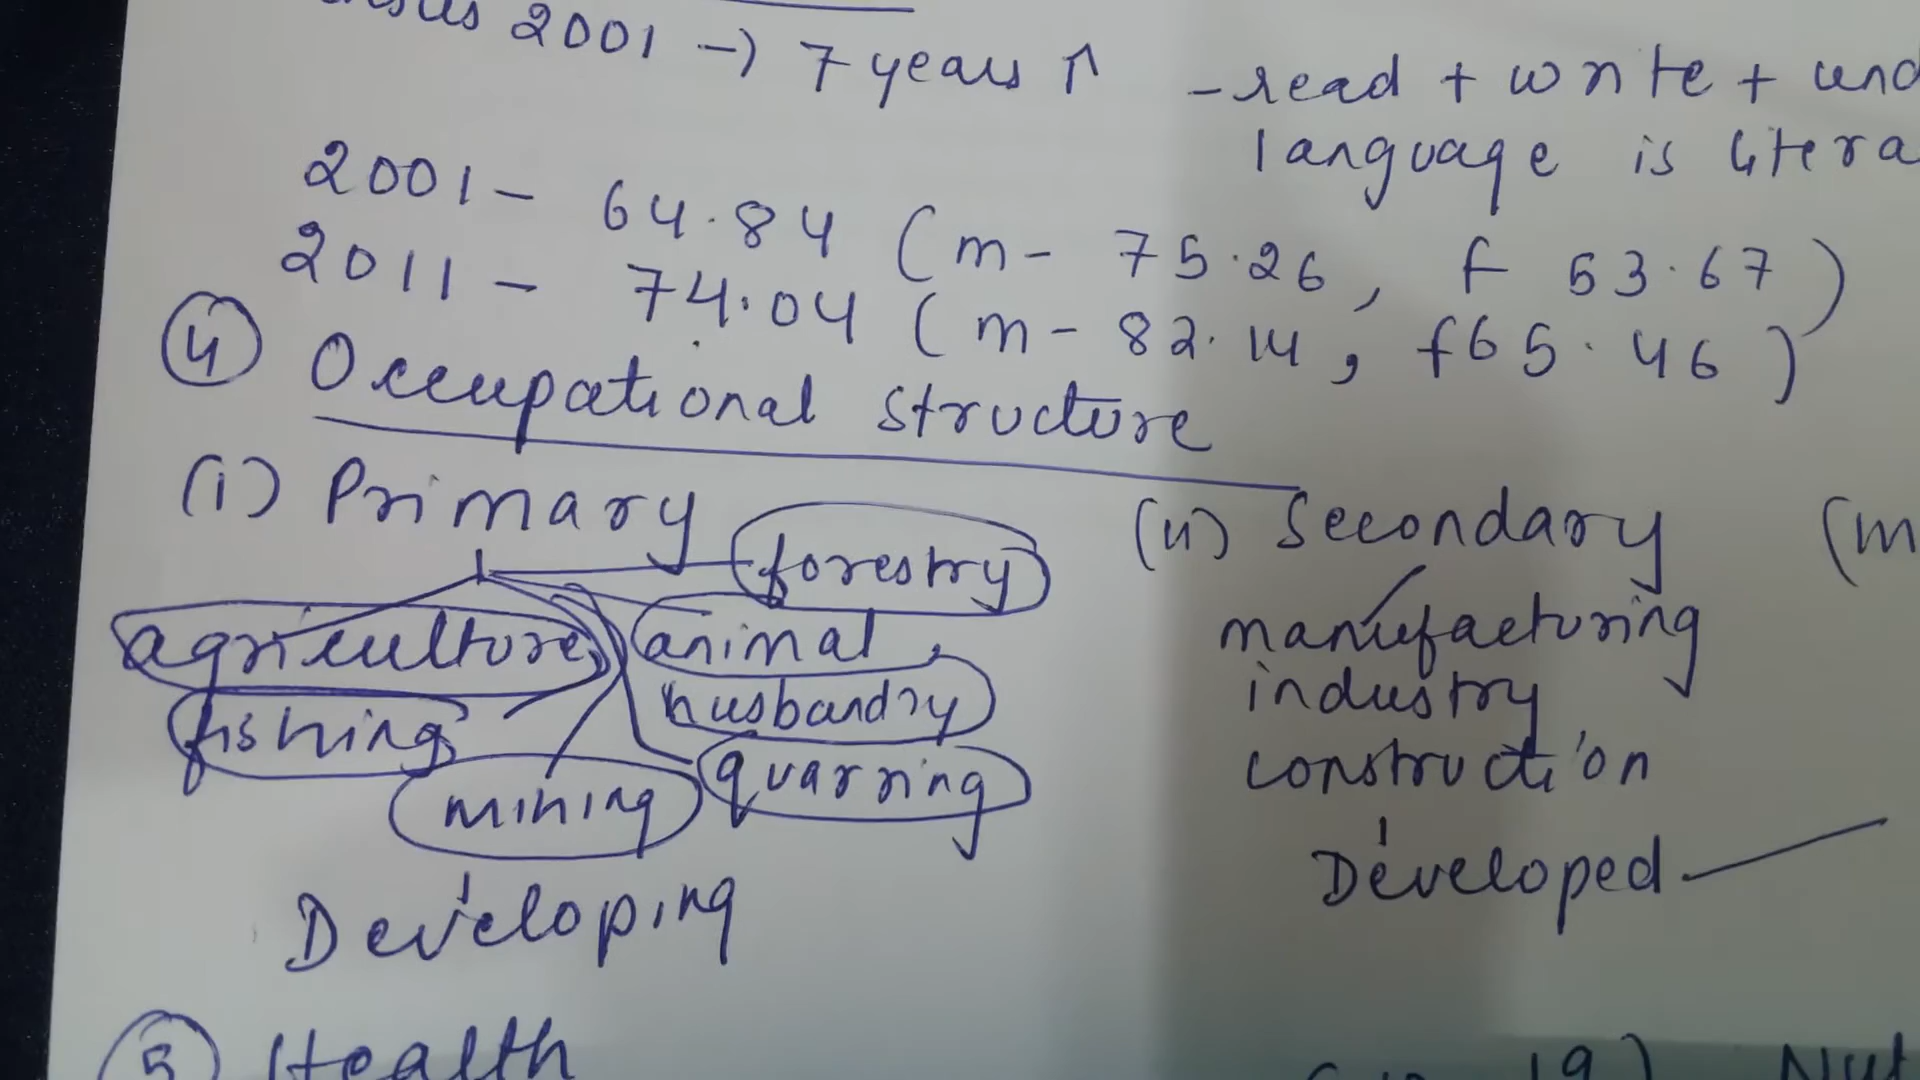 2001 → 7 years ↑
- read + write + und
language is litera
2001 - 64.84 (m - 75.26, f 53.67)
2011 - 74.04 (m - 82.14, f 65.46)
④ Occupational structure
(i) Primary
forestry
agriculture,
animal
husbandry
fishing
mining
quarring
Developing
(ii) Secondary
manufacturing
industry
construction
Developed
⑤ Health
19) Nut